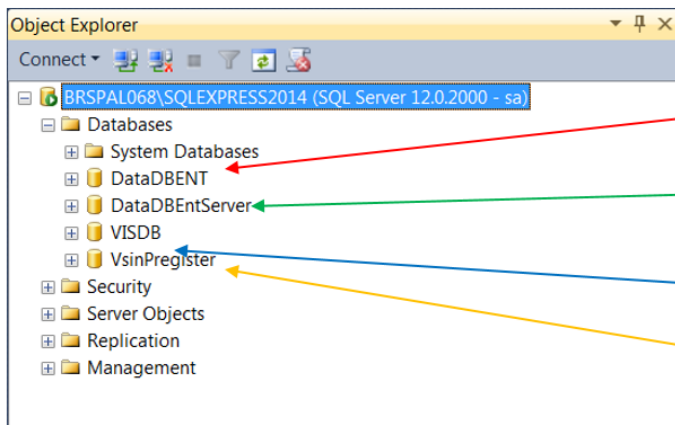 Object Explorer
Connect
BRSPAL068\SQLEXPRESS2014 (SQL Server 12.0.2000 - sa)
Databases
System Databases
DataDBENT
DataDBEntServer
VISDB
VsinPregister
Security
Server Objects
Replication
Management